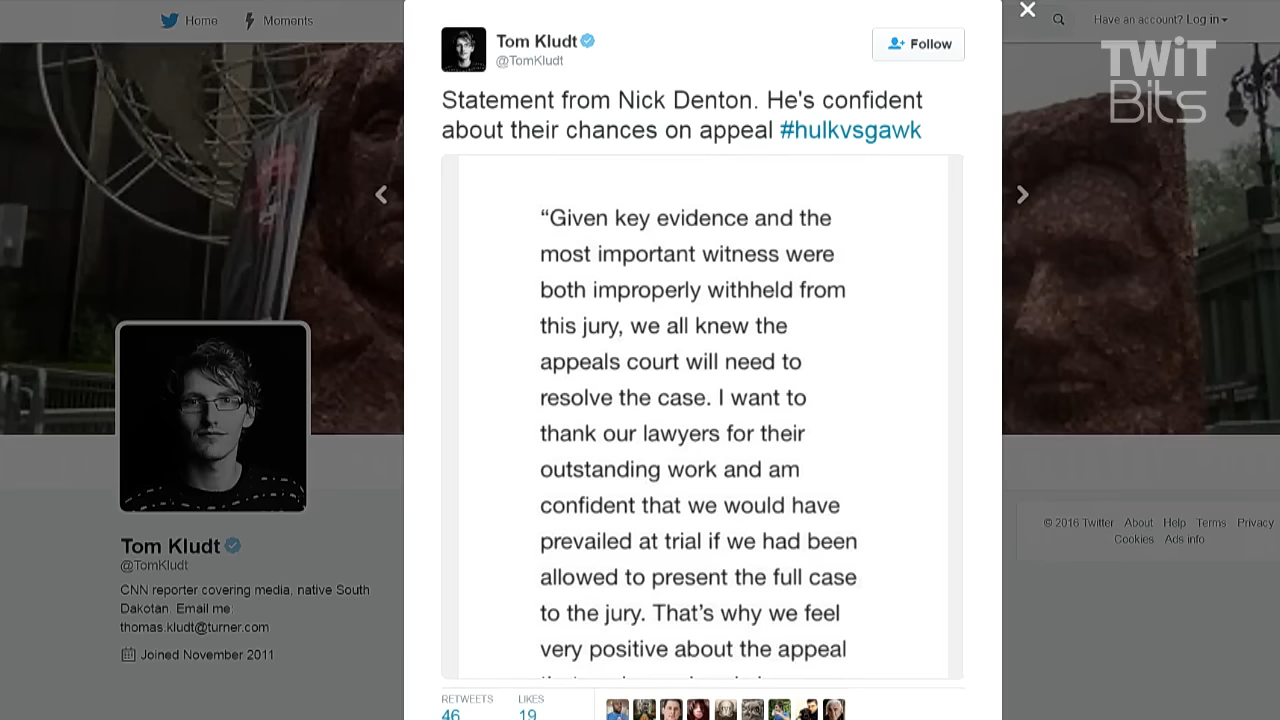 Home
Moments
Have an account? Log in
TWiT
Bits
Tom Kludt
@TomKludt
Follow
Statement from Nick Denton. He's confident
about their chances on appeal #hulkvsgawk
“Given key evidence and the
most important witness were
both improperly withheld from
this jury, we all knew the
appeals court will need to
resolve the case. I want to
thank our lawyers for their
outstanding work and am
confident that we would have
prevailed at trial if we had been
allowed to present the full case
to the jury. That’s why we feel
very positive about the appeal
RETWEETS
46
LIKES
19
Tom Kludt
@TomKludt
CNN reporter covering media, native South
Dakotan. Email me:
thomas.kludt@turner.com
Joined November 2011
© 2016 Twitter About Help Terms Privacy
Cookies Ads info